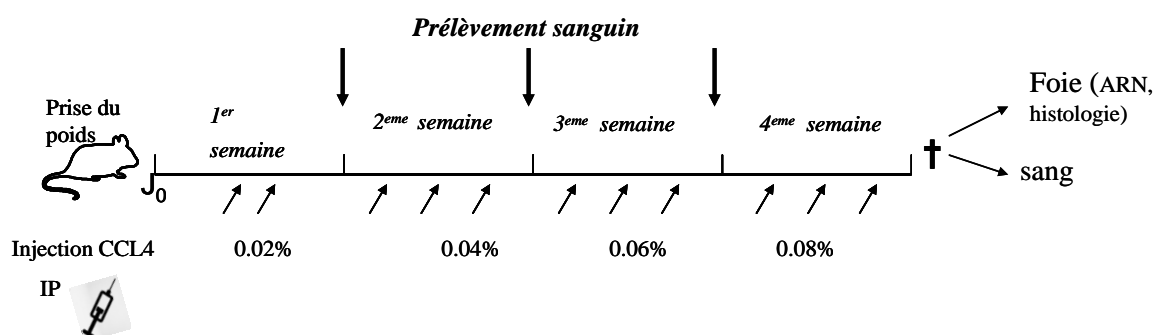 Prélèvement sanguin
Prise du
poids
1er
semaine
2eme semaine
3eme semaine
4eme semaine
Foie (ARN,
histologie)
sang
J0
Injection CCL4
0.02%
0.04%
0.06%
0.08%
IP